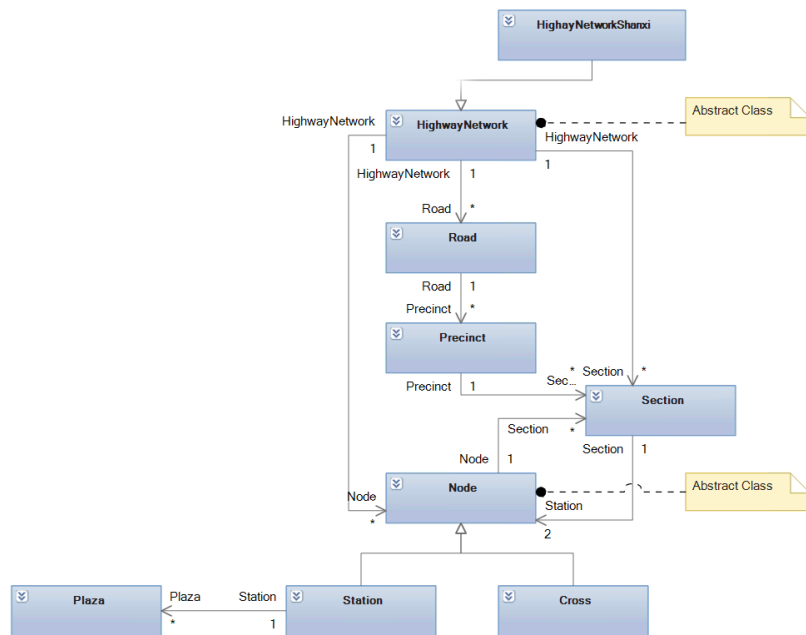 HighayNetworkShanxi
Abstract Class
HighwayNetwork
HighwayNetwork
HighwayNetwork
1
HighwayNetwork
1
1
Road
*
Road
Road
1
Precinct
*
Precinct
*
Section
*
Precinct
1
Sec...
Section
Section
*
Section
1
Node
1
Node
Abstract Class
Node
*
Station
2
Plaza
Plaza
Station
*
1
Station
Cross